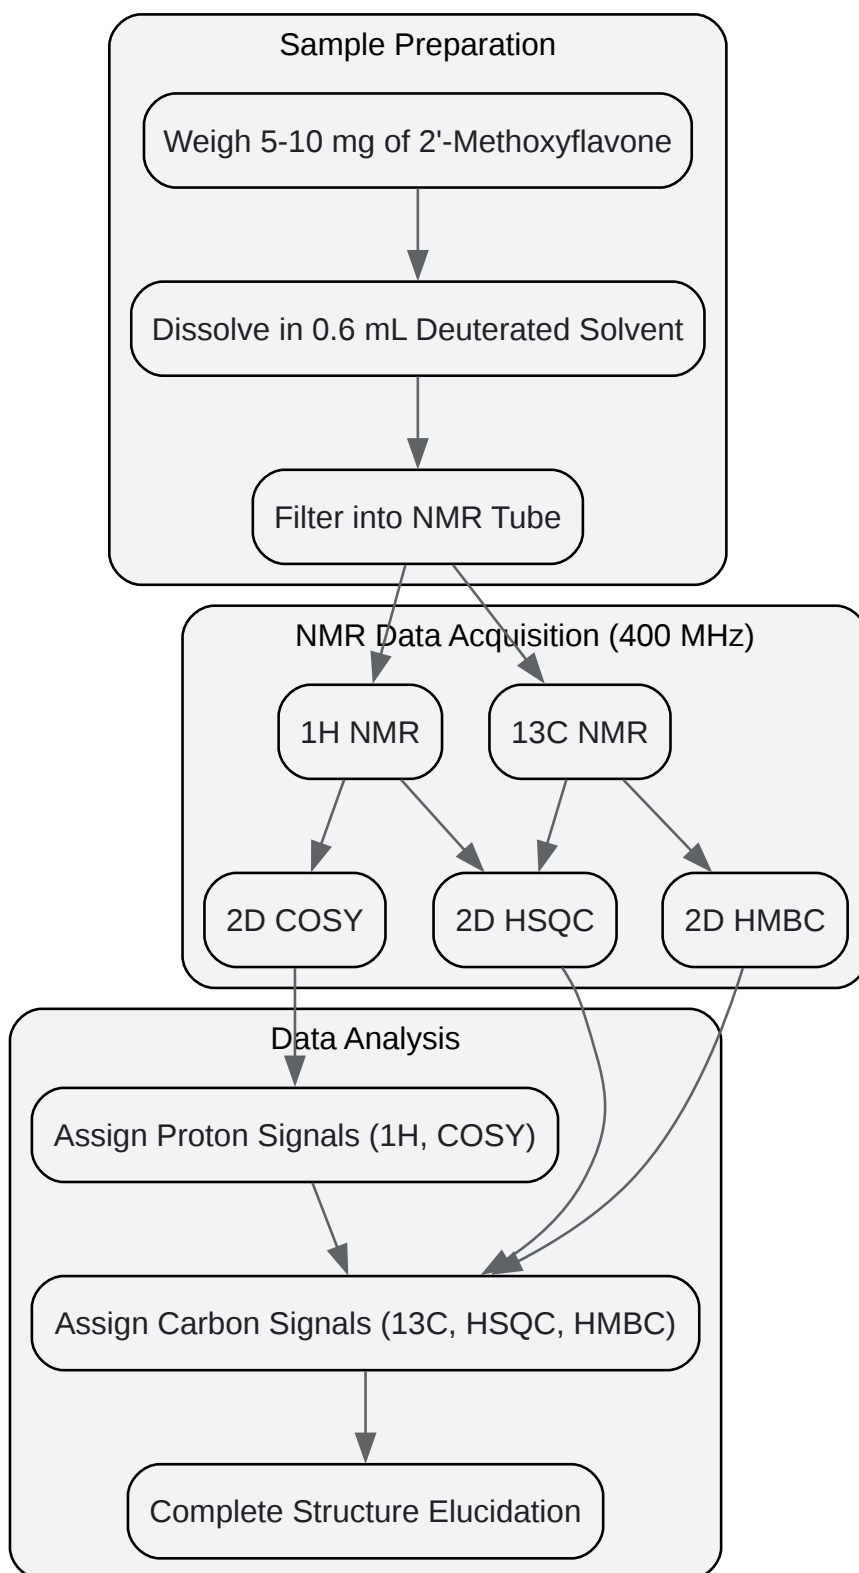 Sample Preparation
Weigh 5-10 mg of 2'-Methoxyflavone
Dissolve in 0.6 mL Deuterated Solvent
Filter into NMR Tube
NMR Data Acquisition (400 MHz)
1H NMR
13C NMR
2D COSY
2D HSQC
2D HMBC
Data Analysis
Assign Proton Signals (1H, COSY)
Assign Carbon Signals (13C, HSQC, HMBC)
Complete Structure Elucidation